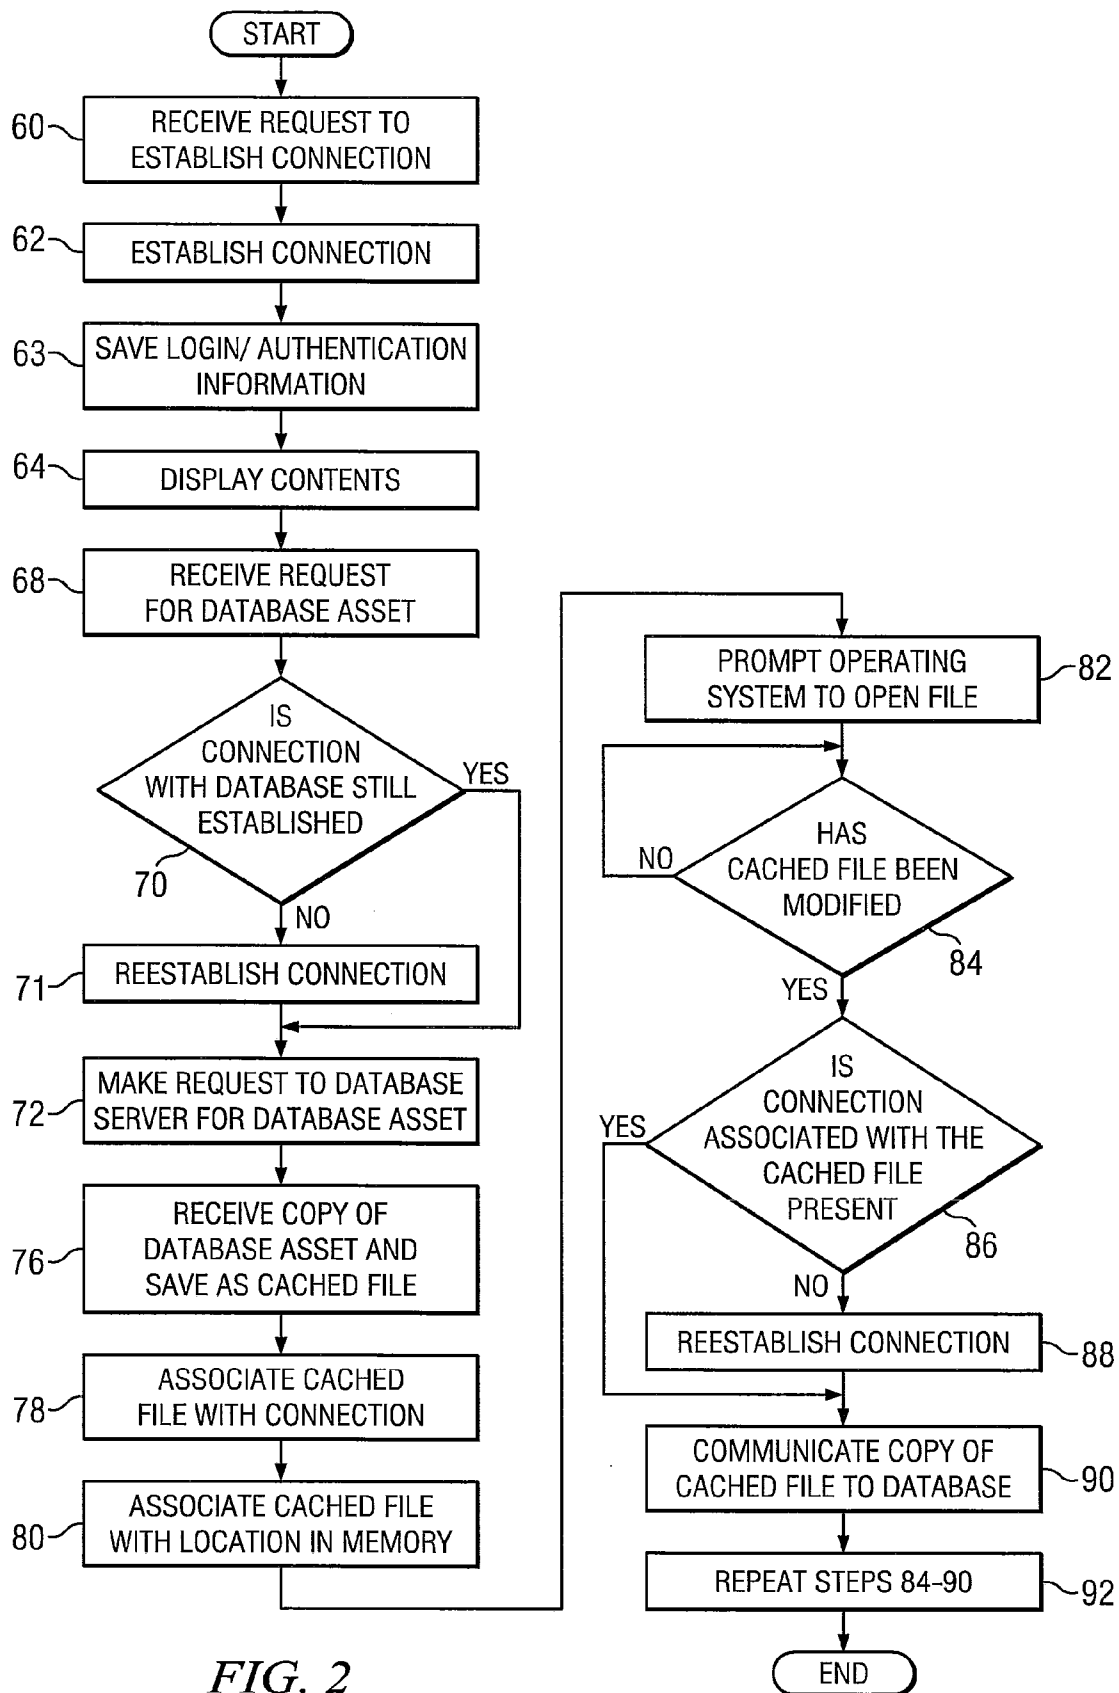 START
60
RECEIVE REQUEST TO
ESTABLISH CONNECTION
62
ESTABLISH CONNECTION
63
SAVE LOGIN/ AUTHENTICATION
INFORMATION
64
DISPLAY CONTENTS
68
RECEIVE REQUEST
FOR DATABASE ASSET
IS
CONNECTION
WITH DATABASE STILL
ESTABLISHED
YES
70
NO
71
REESTABLISH CONNECTION
72
MAKE REQUEST TO DATABASE
SERVER FOR DATABASE ASSET
76
RECEIVE COPY OF
DATABASE ASSET AND
SAVE AS CACHED FILE
78
ASSOCIATE CACHED
FILE WITH CONNECTION
80
ASSOCIATE CACHED FILE
WITH LOCATION IN MEMORY
PROMPT OPERATING
SYSTEM TO OPEN FILE
82
HAS
CACHED FILE BEEN
MODIFIED
NO
84
YES
IS
CONNECTION
ASSOCIATED WITH THE
CACHED FILE
PRESENT
YES
86
NO
REESTABLISH CONNECTION
88
COMMUNICATE COPY OF
CACHED FILE TO DATABASE
90
REPEAT STEPS 84-90
92
END
FIG. 2